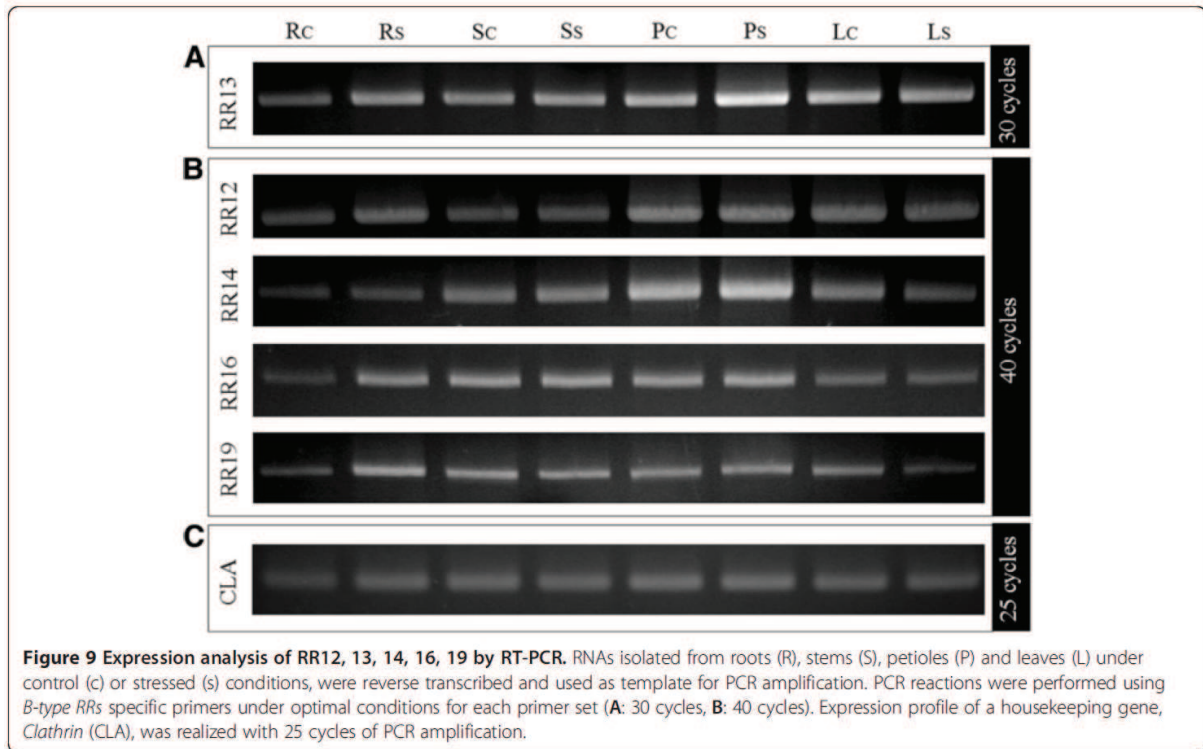 Rc Rs Sc Ss Pc Ps Lc Ls
A
RR13
30 cycles
B
RR12
RR14
RR16
RR19
40 cycles
C
CLA
25 cycles
Figure 9 Expression analysis of RR12, 13, 14, 16, 19 by RT-PCR. RNAs isolated from roots (R), stems (S), petioles (P) and leaves (L) under
control (c) or stressed (s) conditions, were reverse transcribed and used as template for PCR amplification. PCR reactions were performed using
B-type RRs specific primers under optimal conditions for each primer set (A: 30 cycles, B: 40 cycles). Expression profile of a housekeeping gene,
Clathrin (CLA), was realized with 25 cycles of PCR amplification.